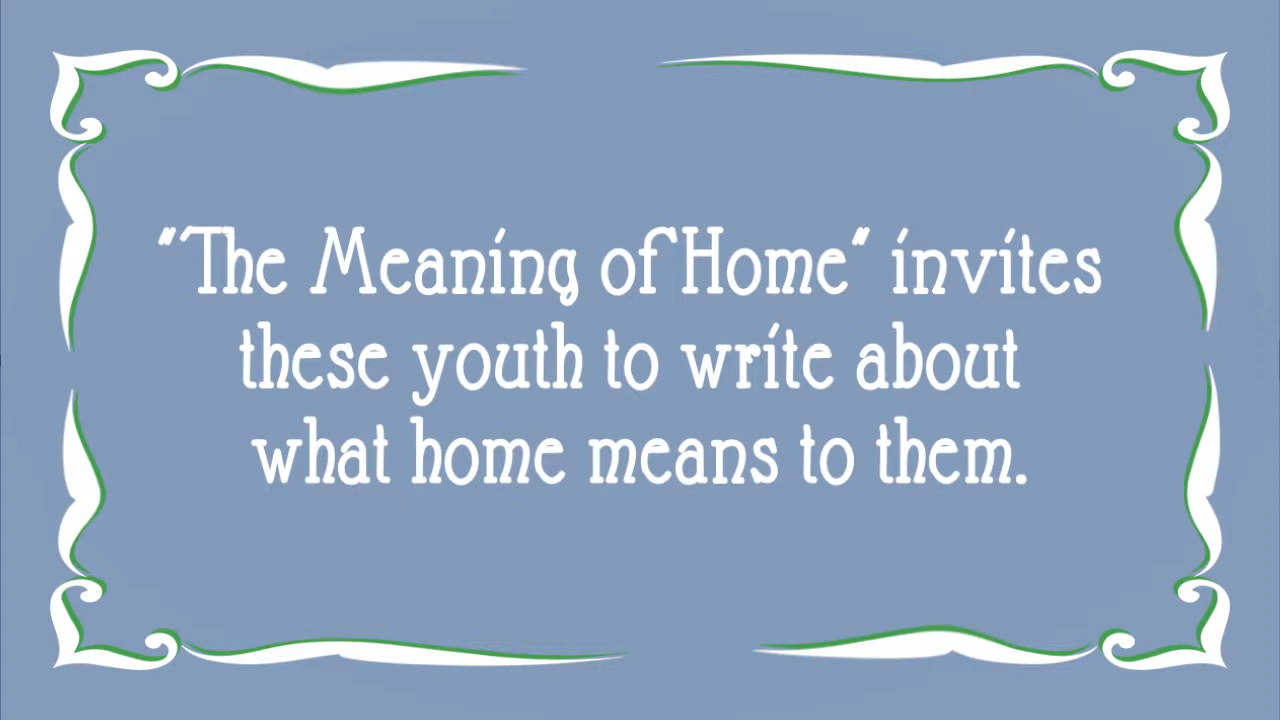 "The Meaning of Home" invites
these youth to write about
what home means to them.